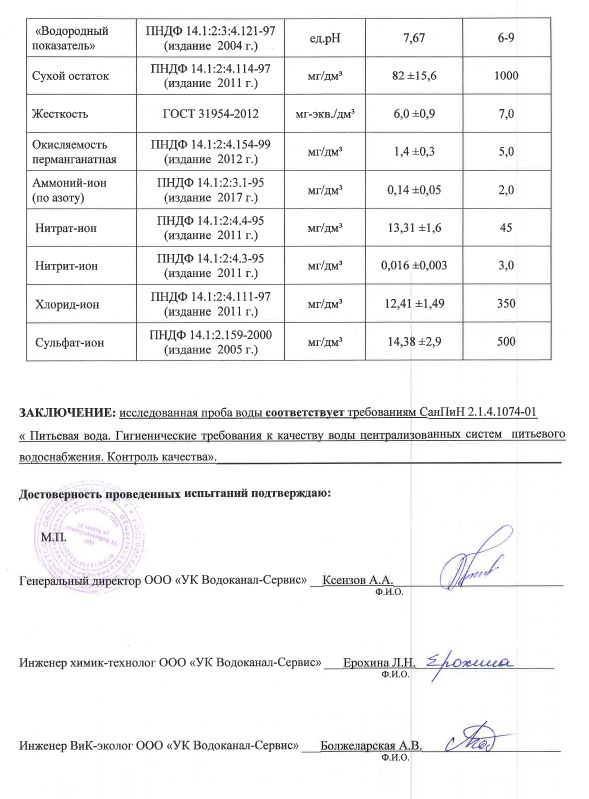 «Водородный показатель» ПНДФ 14.1:2:3:4.121-97 (издание 2004 г.) ед.pH 7,67 6-9
Сухой остаток ПНДФ 14.1:2:4.114-97 (издание 2011 г.) мг/дм³ 82 ±15,6 1000
Жесткость ГОСТ 31954-2012 мг-экв./дм³ 6,0 ±0,9 7,0
Окисляемость перманганатная ПНДФ 14.1:2:4.154-99 (издание 2012 г.) мг/дм³ 1,4 ±0,3 5,0
Аммоний-ион (по азоту) ПНДФ 14.1:2:3.1-95 (издание 2017 г.) мг/дм³ 0,14 ±0,05 2,0
Нитрат-ион ПНДФ 14.1:2:4.4-95 (издание 2011 г.) мг/дм³ 13,31 ±1,6 45
Нитрит-ион ПНДФ 14.1:2:4.3-95 (издание 2011 г.) мг/дм³ 0,016 ±0,003 3,0
Хлорид-ион ПНДФ 14.1:2:4.111-97 (издание 2011 г.) мг/дм³ 12,41 ±1,49 350
Сульфат-ион ПНДФ 14.1:2.159-2000 (издание 2005 г.) мг/дм³ 14,38 ±2,9 500
ЗАКЛЮЧЕНИЕ: исследованная проба воды соответствует требованиям СанПиН 2.1.4.1074-01
« Питьевая вода. Гигиенические требования к качеству воды централизованных систем питьевого
водоснабжения. Контроль качества».
Достоверность проведенных испытаний подтверждаю:
М.П.
Генеральный директор ООО «УК Водоканал-Сервис» Ксензов А.А.
Ф.И.О.
Инженер химик-технолог ООО «УК Водоканал-Сервис» Ерохина Л.Н. Ерохина
Ф.И.О.
Инженер ВиК-эколог ООО «УК Водоканал-Сервис» Болжеларская А.В.
Ф.И.О.